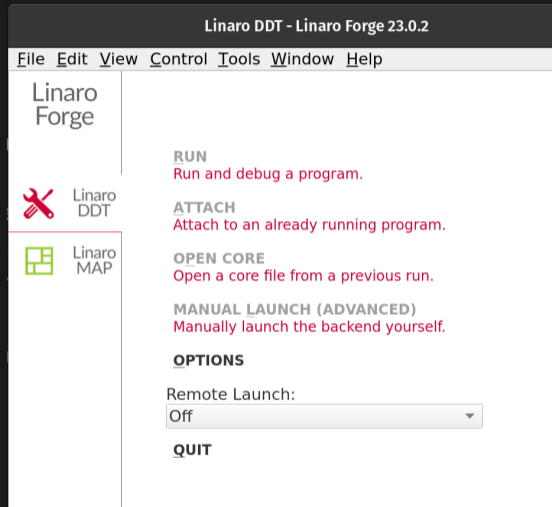 Linaro DDT - Linaro Forge 23.0.2
File Edit View Control Tools Window Help
Linaro
Forge
Linaro
DDT
Linaro
MAP
RUN
Run and debug a program.
ATTACH
Attach to an already running program.
OPEN CORE
Open a core file from a previous run.
MANUAL LAUNCH (ADVANCED)
Manually launch the backend yourself.
OPTIONS
Remote Launch:
Off
QUIT